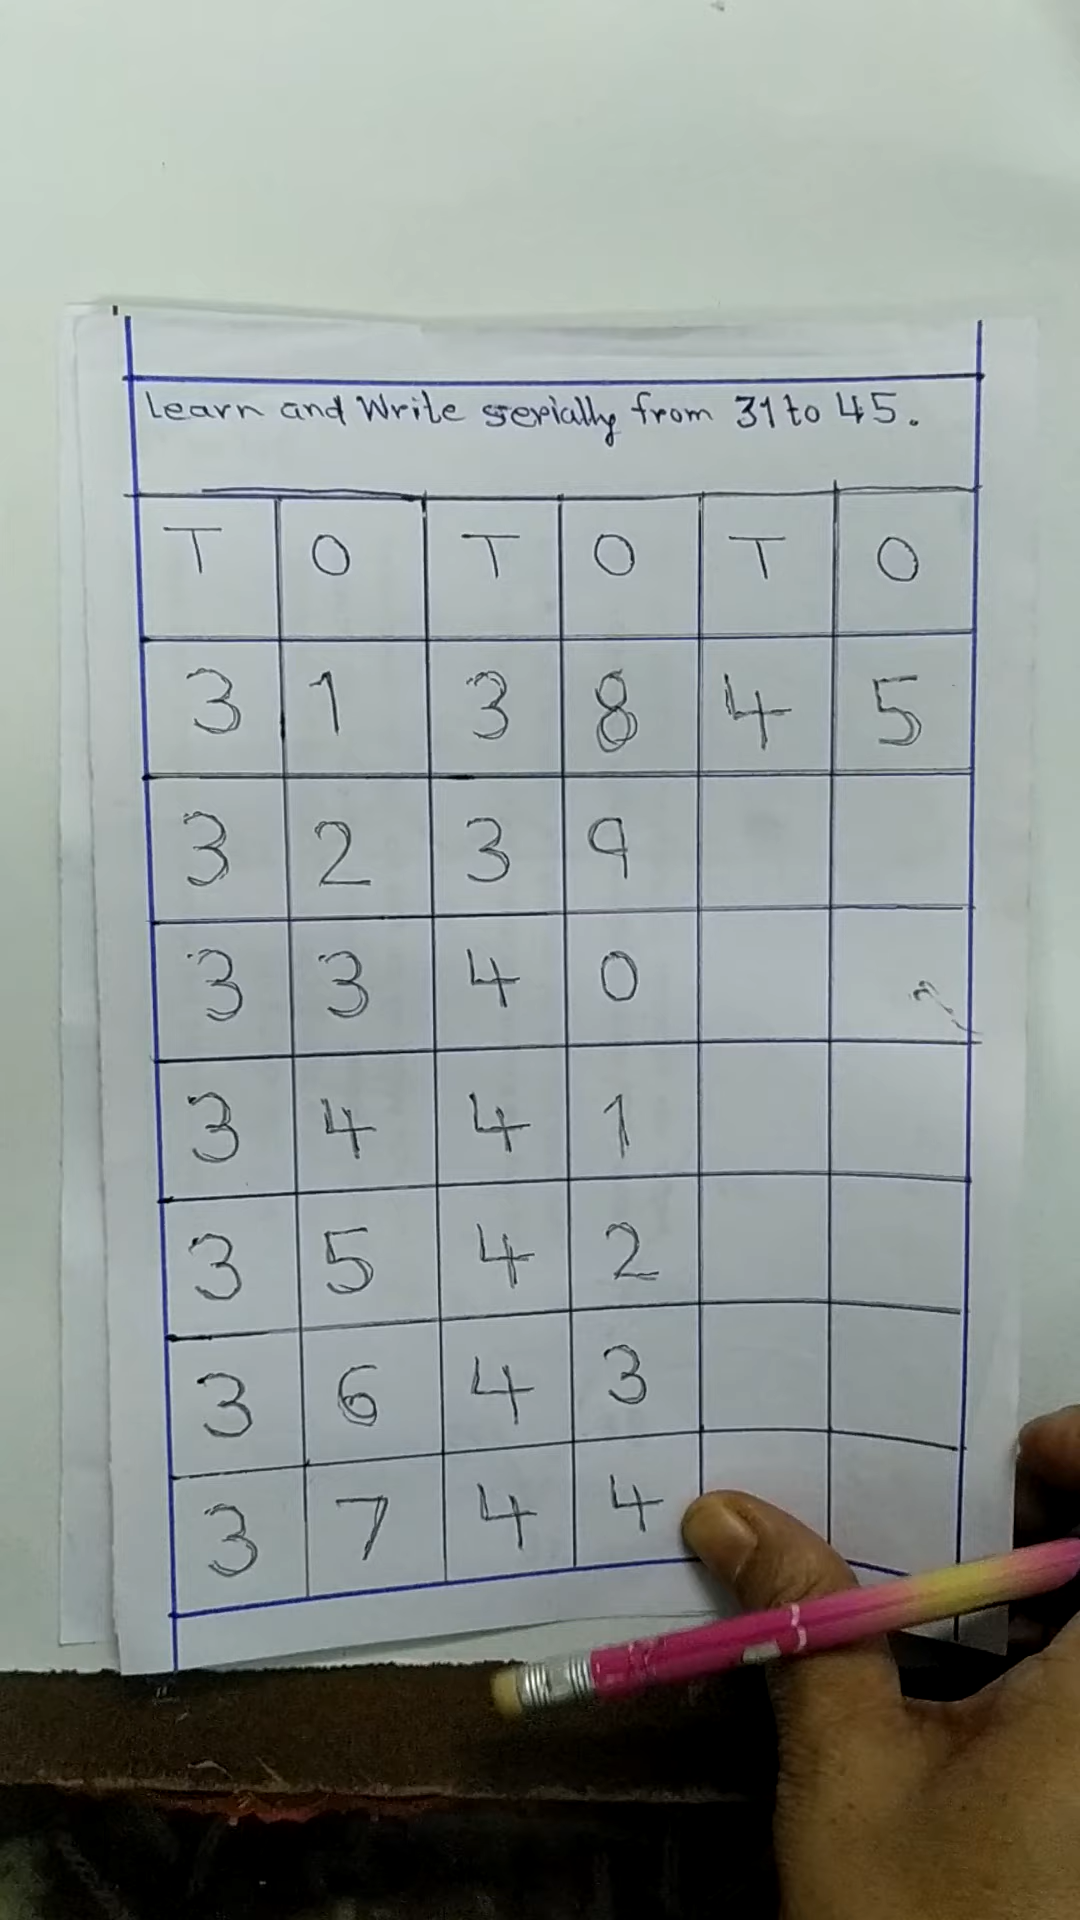 Learn and Write serially from 31 to 45.
T O T O T O
3 1 3 8 4 5
3 2 3 9
3 3 4 0
3 4 4 1
3 5 4 2
3 6 4 3
3 7 4 4